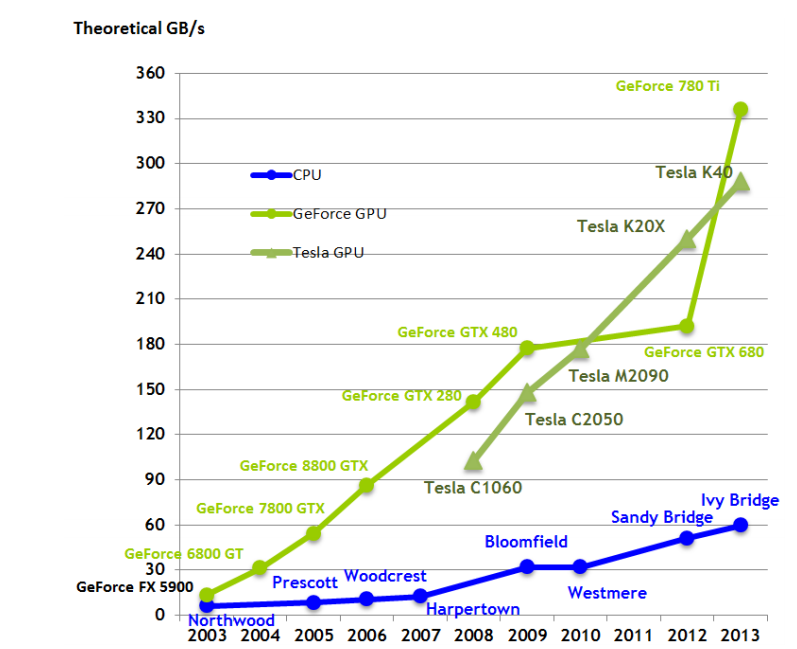 Theoretical GB/s
360
GeForce 780 Ti
330
300
Tesla K40
CPU
270
GeForce GPU
Tesla K20X
240
Tesla GPU
210
180
GeForce GTX 480
GeForce GTX 680
150
Tesla M2090
GeForce GTX 280
Tesla C2050
120
90
GeForce 8800 GTX
Tesla C1060
Ivy Bridge
GeForce 7800 GTX
Sandy Bridge
60
Bloomfield
GeForce 6800 GT
30
Prescott
Woodcrest
GeForce FX 5900
Westmere
Harpertown
0
Northwood
2003 2004 2005 2006 2007 2008 2009 2010 2011 2012 2013